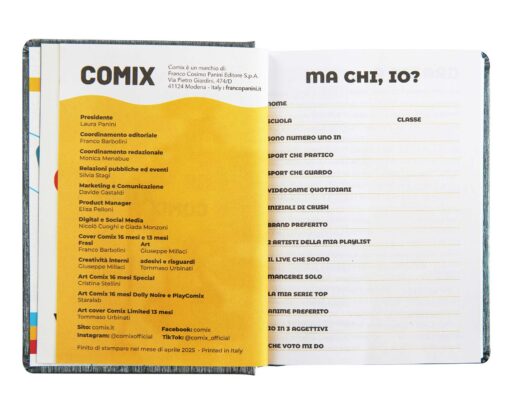 COMIX
Comix è un marchio di:
Franco Cosimo Panini Editore S.p.A.
Via Pietro Giardini, 474/D
41124 Modena - Italy | francopanini.it
Presidente
Laura Panini
Coordinamento editoriale
Franco Barbolini
Coordinamento redazionale
Monica Menabue
Relazioni pubbliche ed eventi
Silvia Stagi
Marketing e Comunicazione
Davide Gastaldi
Product Manager
Elisa Pelloni
Digital e Social Media
Nicolò Cunghi e Giada Monzoni
Cover Comix 16 mesi e 13 mesi
Frasi Art
Franco Barbolini Giuseppe Millaci
Creatività interni adesivi e risguardi
Giuseppe Millaci Tommaso Urbinati
Art Comix 16 mesi Special
Cristina Stellini
Art Comix 16 mesi Dolly Noire e PlayComix
Staralab
Art cover Comix Limited 13 mesi
Tommaso Urbinati
Sito: comix.it Facebook: comix
Instagram: @comixofficial TikTok: @comix_official
Finito di stampare nel mese di aprile 2025 - Printed in Italy
MA CHI, IO?
NOME
SCUOLA CLASSE
SONO NUMERO UNO IN
SPORT CHE PRATICO
SPORT CHE GUARDO
VIDEOGAME QUOTIDIANI
INIZIALI DI CRUSH
BRAND PREFERITO
3 ARTISTI DELLA MIA PLAYLIST
IL LIVE CHE SOGNO
MANGEREI SOLO
LA MIA SERIE TOP
ANIME PREFERITO
IO IN 3 AGGETTIVI
CHE VOTO MI DO